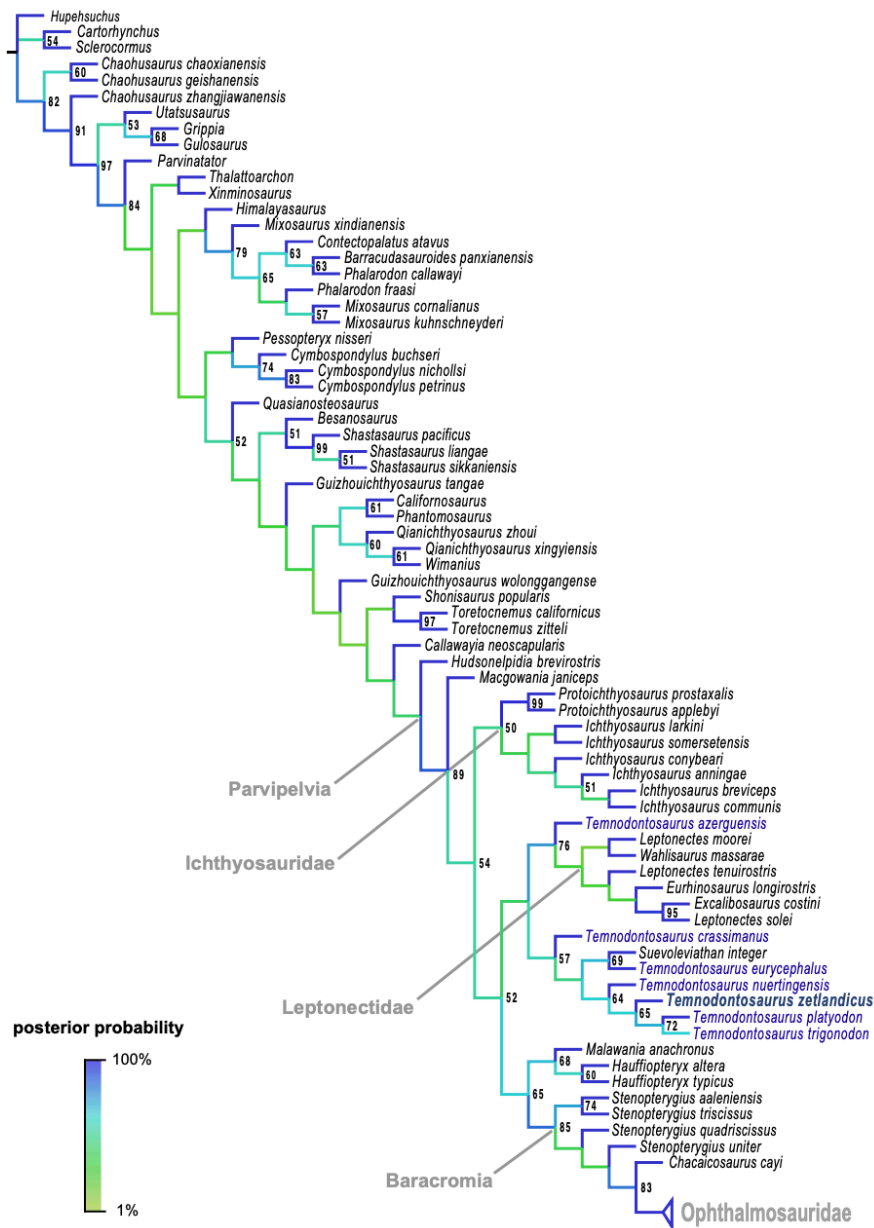 Hupehsuchus
Cartorhynchus
54
Sclerocormus
Chaohusaurus chaoxianensis
60
Chaohusaurus geishanensis
82
Chaohusaurus zhangjiawanensis
Utatsusaurus
91
53
Grippia
68
Gulosaurus
97
Parvinatator
Thalattoarchon
Xinminosaurus
84
Himalayasaurus
Mixosaurus xindianensis
Contectopalatus atavus
79
63
Barracudasauroides panxianensis
63
Phalarodon callawayi
65
Phalarodon fraasi
Mixosaurus cornalianus
57
Mixosaurus kuhnschneyderi
Pessopteryx nisseri
Cymbospondylus buchseri
74
Cymbospondylus nichollsi
83
Cymbospondylus petrinus
Quasianosteosaurus
Besanosaurus
52
51
Shastasaurus pacificus
99
Shastasaurus liangae
51
Shastasaurus sikkaniensis
Guizhouichthyosaurus tangae
Californosaurus
61
Phantomosaurus
Qianichthyosaurus zhoui
60
Qianichthyosaurus xingyiensis
61
Wimanius
Guizhouichthyosaurus wolonggangense
Shonisaurus popularis
Toretocnemus californicus
97
Toretocnemus zitteli
Callawayia neoscapularis
Hudsonelpidia brevirostris
Macgowania janiceps
Protoichthyosaurus prostaxalis
99
Protoichthyosaurus applebyi
50
Ichthyosaurus larkini
Ichthyosaurus somersetensis
Ichthyosaurus conybeari
Ichthyosaurus anningae
89
51
Parvipelvia
Ichthyosaurus breviceps
Ichthyosaurus communis
Temnodontosaurus azerguensis
Leptonectes moorei
76
Wahlisaurus massarae
Ichthyosauridae
54
Leptonectes tenuirostris
Eurhinosaurus longirostris
Excalibosaurus costini
95
Leptonectes solei
Temnodontosaurus crassimanus
57
Suevoleviathan integer
69
Temnodontosaurus eurycephalus
Temnodontosaurus nuertingensis
52
64
Temnodontosaurus zetlandicus
Leptonectidae
65
Temnodontosaurus platyodon
72
Temnodontosaurus trigonodon
posterior probability
Malawania anachronus
100%
68
Hauffiopteryx altera
60
Hauffiopteryx typicus
65
Stenopterygius aaleniensis
74
Stenopterygius triscissus
85
Stenopterygius quadriscissus
Stenopterygius uniter
Chacaicosaurus cayi
Baracromia
83
1%
Ophthalmosauridae